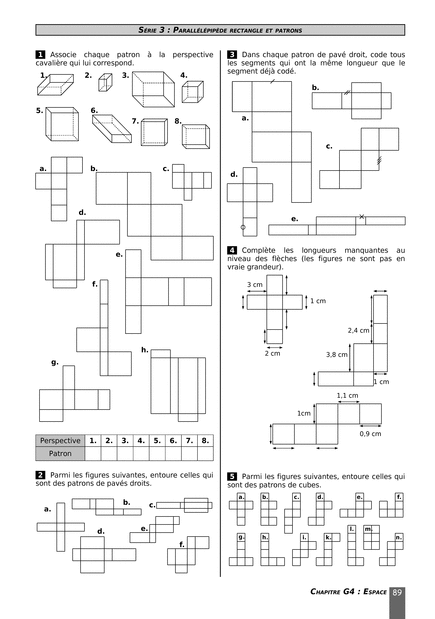 SÉRIE 3 : PARALLÉLÉPIPÈDE RECTANGLE ET PATRONS
1 Associe chaque patron à la perspective
cavalière qui lui correspond.
1. 2. 3. 4.
5. 6. 7. 8.
a. b. c.
d.
e.
f.
g. h.
Perspective 1. 2. 3. 4. 5. 6. 7. 8.
Patron
2 Parmi les figures suivantes, entoure celles qui
sont des patrons de pavés droits.
a. b. c.
d. e. f.
3 Dans chaque patron de pavé droit, code tous
les segments qui ont la même longueur que le
segment déjà codé.
a. b.
c.
d.
e.
4 Complète les longueurs manquantes au
niveau des flèches (les figures ne sont pas en
vraie grandeur).
3 cm
1 cm
2 cm
2,4 cm
3,8 cm
1 cm
1,1 cm
1cm
0,9 cm
5 Parmi les figures suivantes, entoure celles qui
sont des patrons de cubes.
a. b. c. d. e. f.
g. h. i. k. l. m. n.
CHAPITRE G4 : ESPACE 89